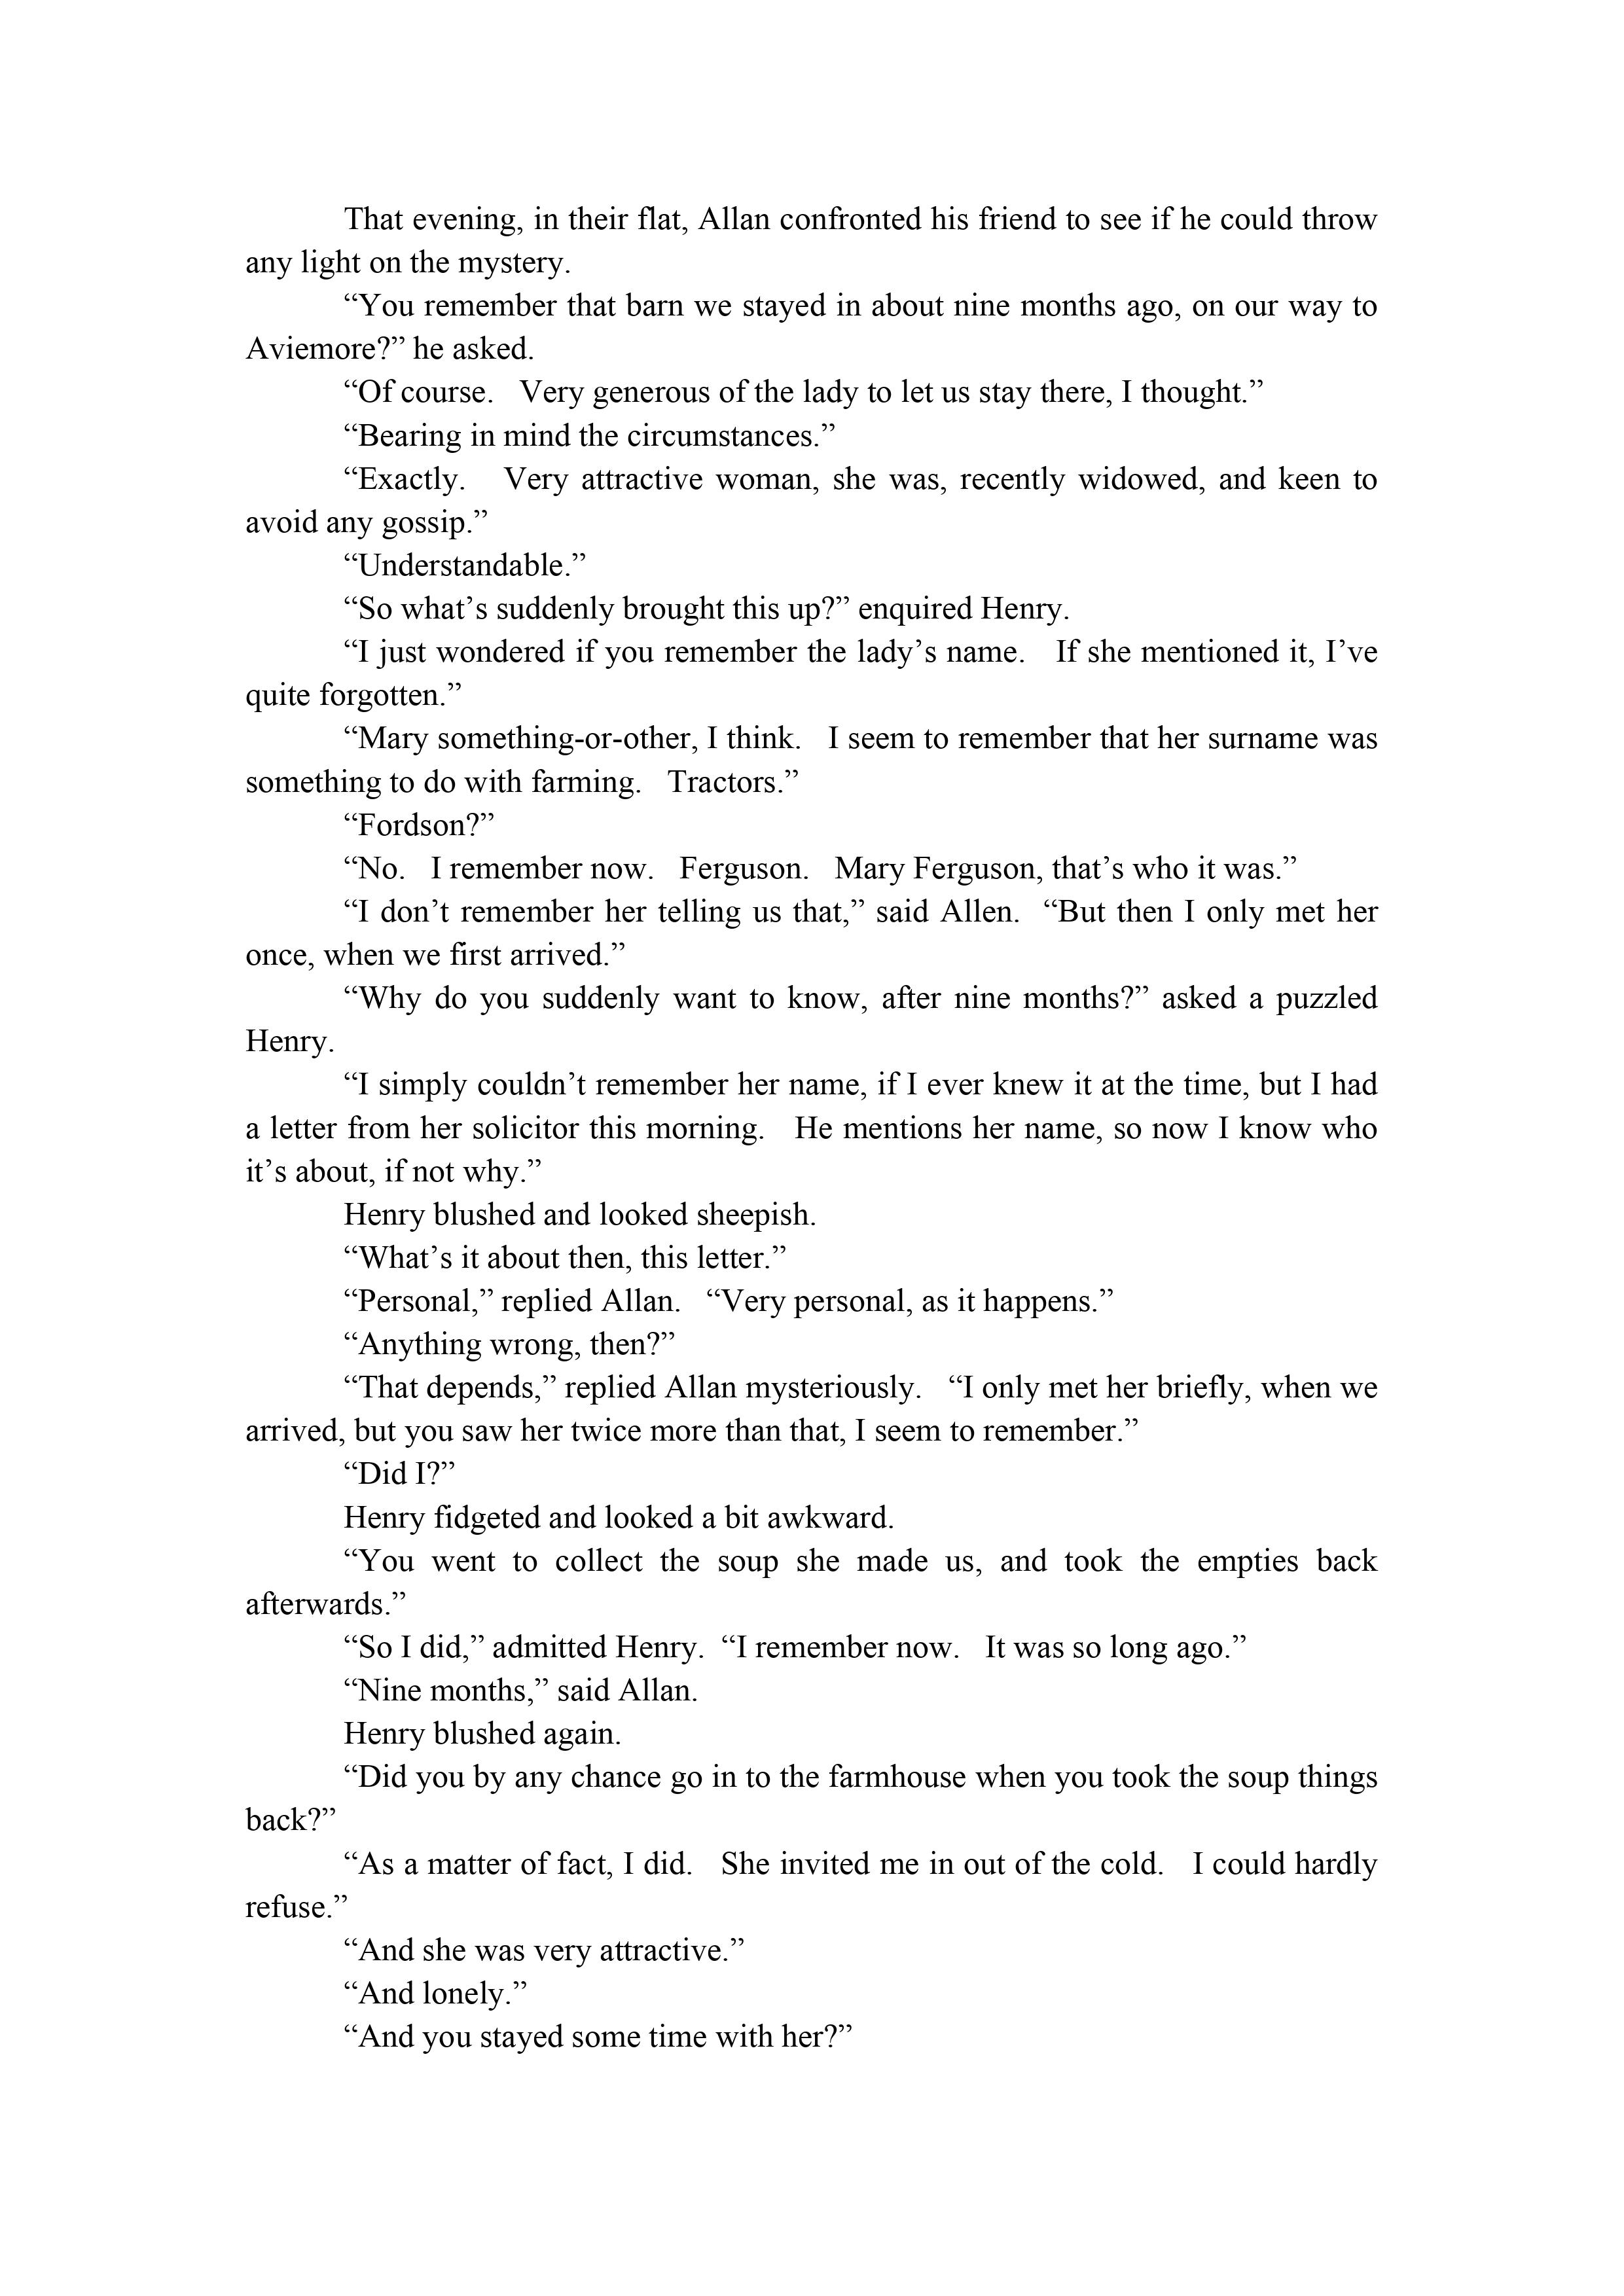 That evening, in their flat, Allan confronted his friend to see if he could throw
any light on the mystery.
“You remember that barn we stayed in about nine months ago, on our way to
Aviemore?” he asked.
“Of course.   Very generous of the lady to let us stay there, I thought.”
“Bearing in mind the circumstances.”
“Exactly.   Very attractive woman, she was, recently widowed, and keen to
avoid any gossip.”
“Understandable.”
“So what’s suddenly brought this up?” enquired Henry.
“I just wondered if you remember the lady’s name.   If she mentioned it, I’ve
quite forgotten.”
“Mary something-or-other, I think.   I seem to remember that her surname was
something to do with farming.   Tractors.”
“Fordson?”
“No.   I remember now.   Ferguson.   Mary Ferguson, that’s who it was.”
“I don’t remember her telling us that,” said Allen.  “But then I only met her
once, when we first arrived.”
“Why do you suddenly want to know, after nine months?” asked a puzzled
Henry.
“I simply couldn’t remember her name, if I ever knew it at the time, but I had
a letter from her solicitor this morning.   He mentions her name, so now I know who
it’s about, if not why.”
Henry blushed and looked sheepish.
“What’s it about then, this letter.”
“Personal,” replied Allan.   “Very personal, as it happens.”
“Anything wrong, then?”
“That depends,” replied Allan mysteriously.   “I only met her briefly, when we
arrived, but you saw her twice more than that, I seem to remember.”
“Did I?”
Henry fidgeted and looked a bit awkward.
“You went to collect the soup she made us, and took the empties back
afterwards.”
“So I did,” admitted Henry.  “I remember now.   It was so long ago.”
“Nine months,” said Allan.
Henry blushed again.
“Did you by any chance go in to the farmhouse when you took the soup things
back?”
“As a matter of fact, I did.   She invited me in out of the cold.   I could hardly
refuse.”
“And she was very attractive.”
“And lonely.”
“And you stayed some time with her?”